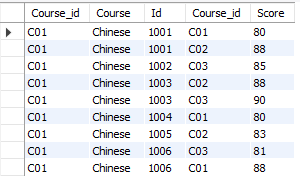 Course_id Course Id Course_id Score
C01 Chinese 1001 C01 80
C01 Chinese 1001 C02 88
C01 Chinese 1002 C03 85
C01 Chinese 1003 C02 88
C01 Chinese 1003 C03 90
C01 Chinese 1004 C01 80
C01 Chinese 1005 C02 83
C01 Chinese 1006 C03 81
C01 Chinese 1006 C01 88